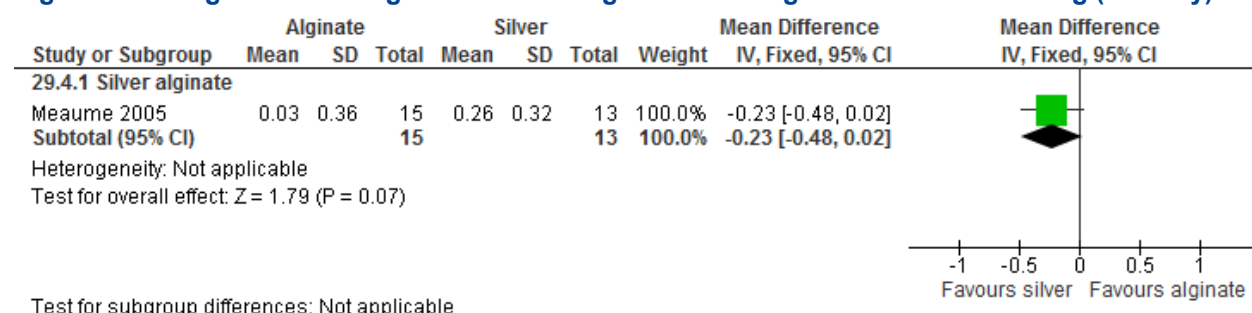 Alginate Silver Mean Difference Mean Difference
Study or Subgroup Mean SD Total Mean SD Total Weight IV, Fixed, 95% CI IV, Fixed, 95% CI
29.4.1 Silver alginate
Meaume 2005 0.03 0.36 15 0.26 0.32 13 100.0% -0.23 [-0.48, 0.02]
Subtotal (95% CI) 15 13 100.0% -0.23 [-0.48, 0.02]
Heterogeneity: Not applicable
Test for overall effect: Z = 1.79 (P = 0.07)
-1 -0.5 0 0.5 1
Favours silver Favours alginate
Test for subgroup differences: Not applicable